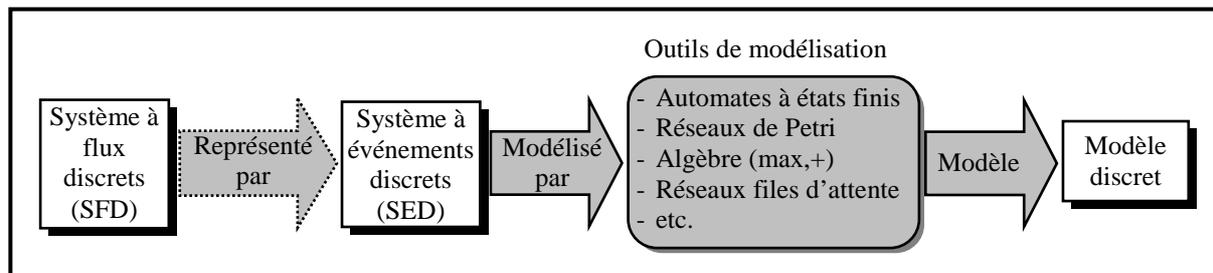 Outils de modélisation
Système à
flux
discrets
(SFD)
Représenté
par
Système à
événements
discrets
(SED)
Modélisé
par
- Automates à états finis
- Réseaux de Petri
- Algèbre (max,+)
- Réseaux files d’attente
- etc.
Modèle
Modèle
discret